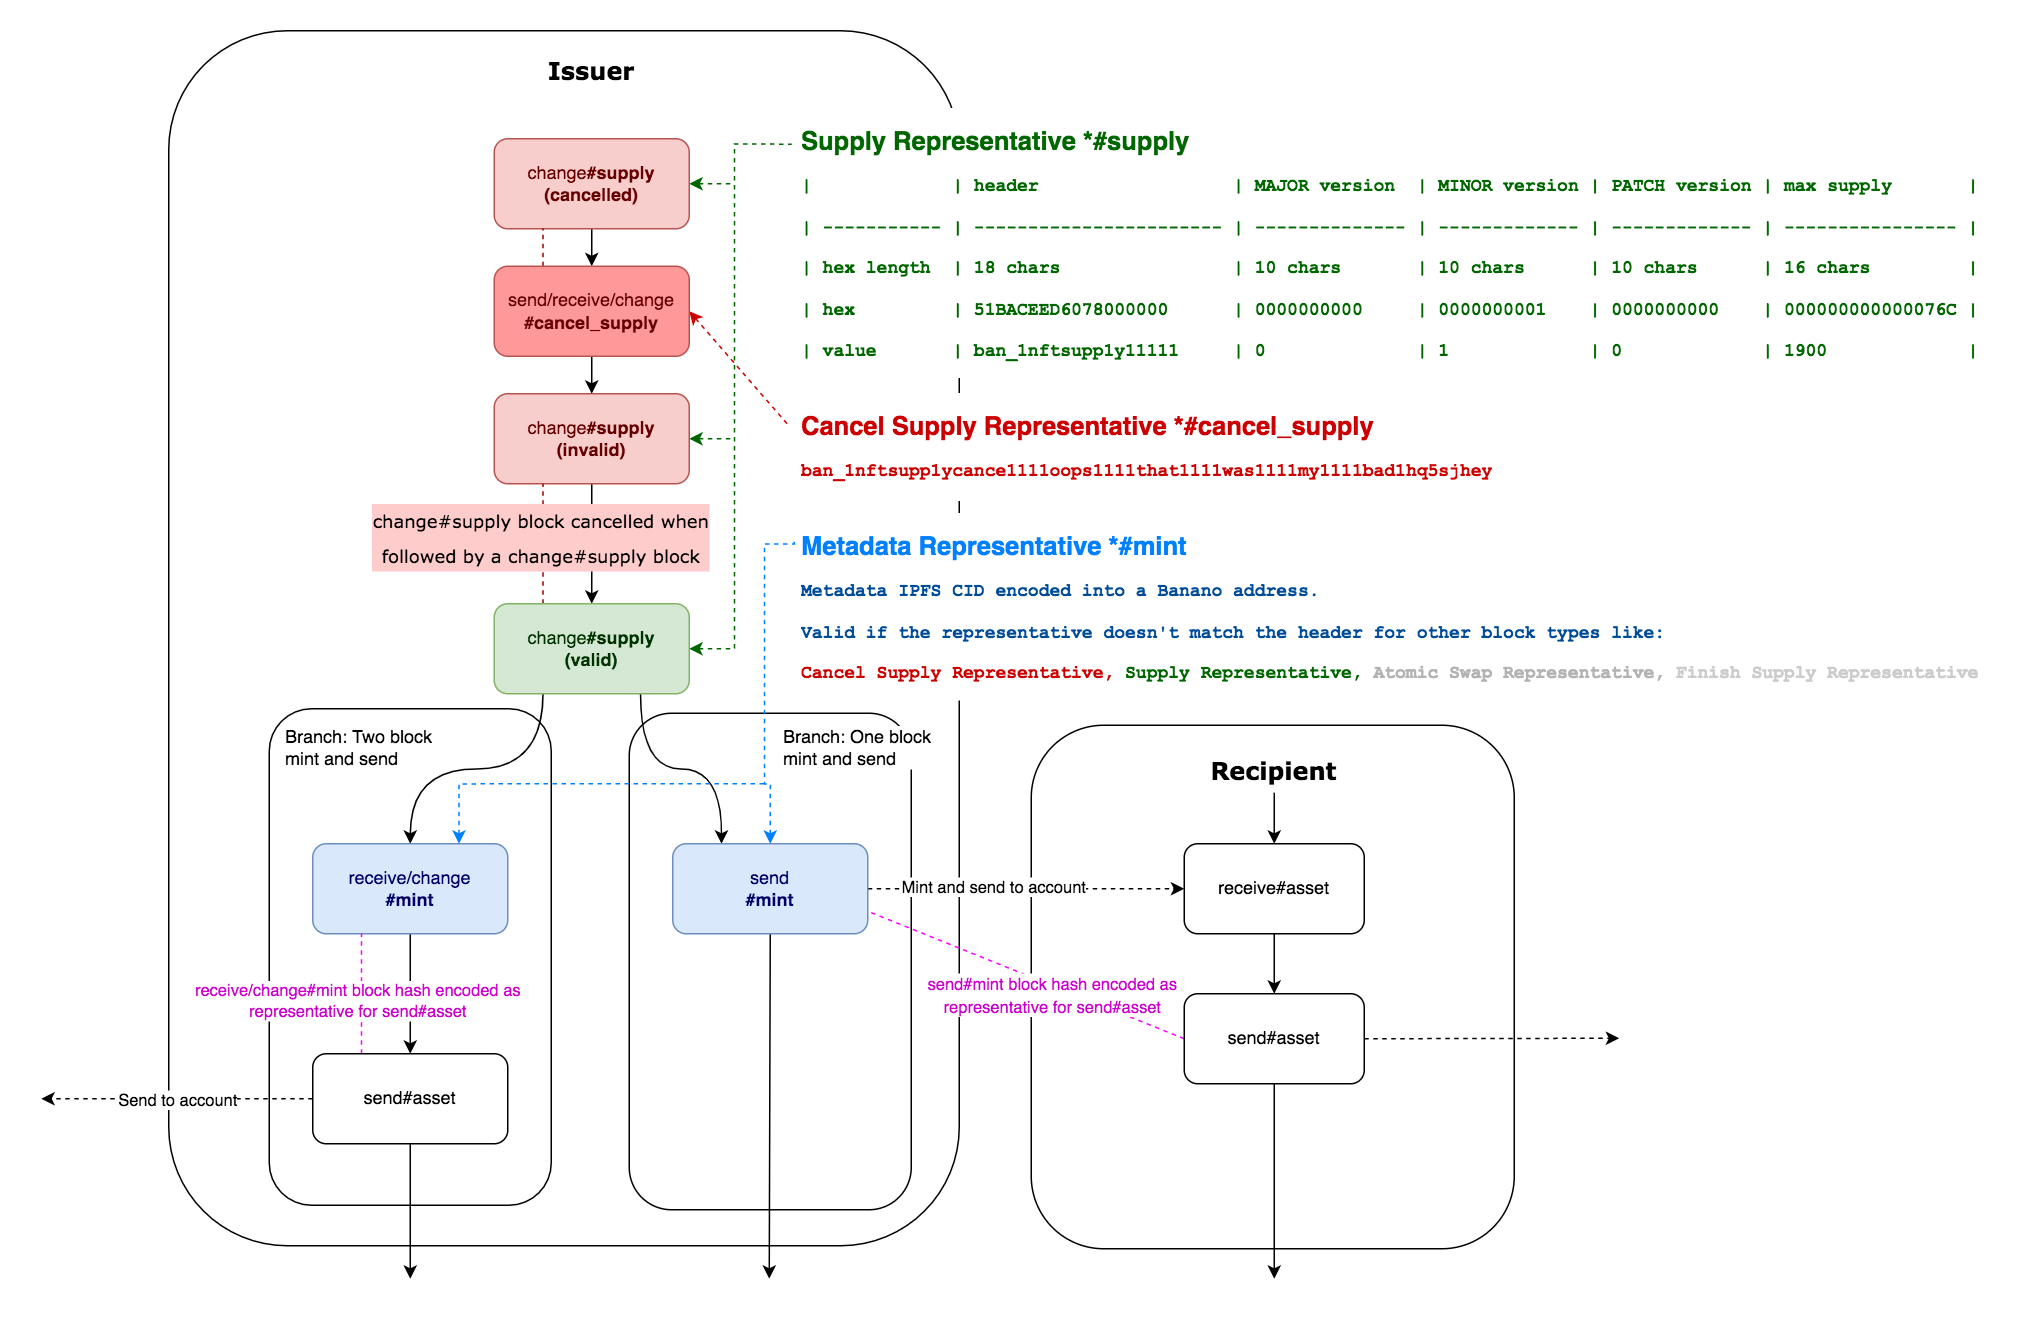 Issuer
change#supply
(cancelled)
send/receive/change
#cancel_supply
change#supply
(invalid)
change#supply block cancelled when
followed by a change#supply block
change#supply
(valid)
Supply Representative *#supply
| | header | MAJOR version | MINOR version | PATCH version | max supply |
| ----------- | ----------------------- | -------------- | ------------- | ------------- | ---------------- |
| hex length | 18 chars | 10 chars | 10 chars | 10 chars | 16 chars |
| hex | 51BACEED6078000000 | 0000000000 | 0000000001 | 0000000000 | 000000000000076C |
| value | ban_1nftsupp1y11111 | 0 | 1 | 0 | 1900 |
Cancel Supply Representative *#cancel_supply
ban_1nftsupp1ycance1111oops1111that1111was1111my1111bad1hq5sjhey
Metadata Representative *#mint
Metadata IPFS CID encoded into a Banano address.
Valid if the representative doesn't match the header for other block types like:
Cancel Supply Representative, Supply Representative, Atomic Swap Representative, Finish Supply Representative
Branch: Two block
mint and send
receive/change
#mint
receive/change#mint block hash encoded as
representative for send#asset
send#asset
Send to account
Branch: One block
mint and send
send
#mint
Mint and send to account
send#mint block hash encoded as
representative for send#asset
Recipient
receive#asset
send#asset